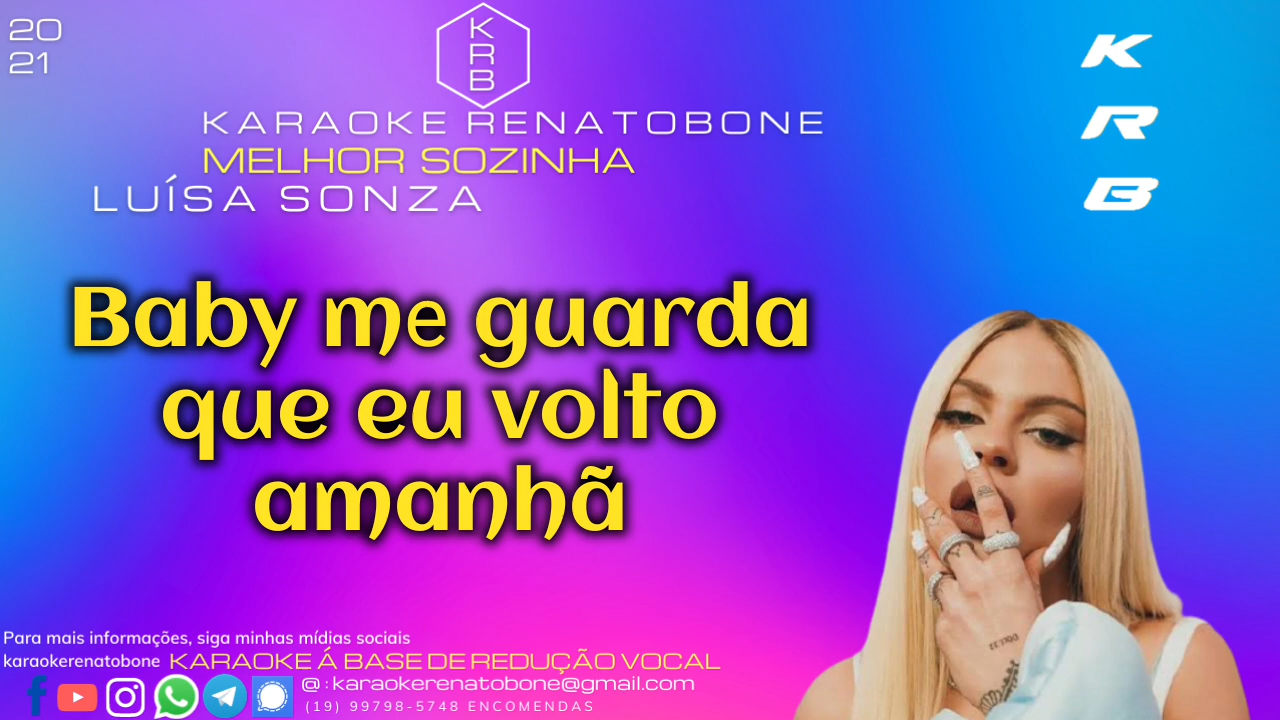 20
21
K
R
B
KARAOKE RENATOBONE
MELHOR SOZINHA
LUÍSA SONZA
K
R
B
Baby me guarda
que eu volto
amanhã
Para mais informações, siga minhas mídias sociais
karaokerenatobone KARAOKE Á BASE DE REDUÇÃO VOCAL
@ : karaokerenatobone@gmail.com
(19) 99798-5748 ENCOMENDAS